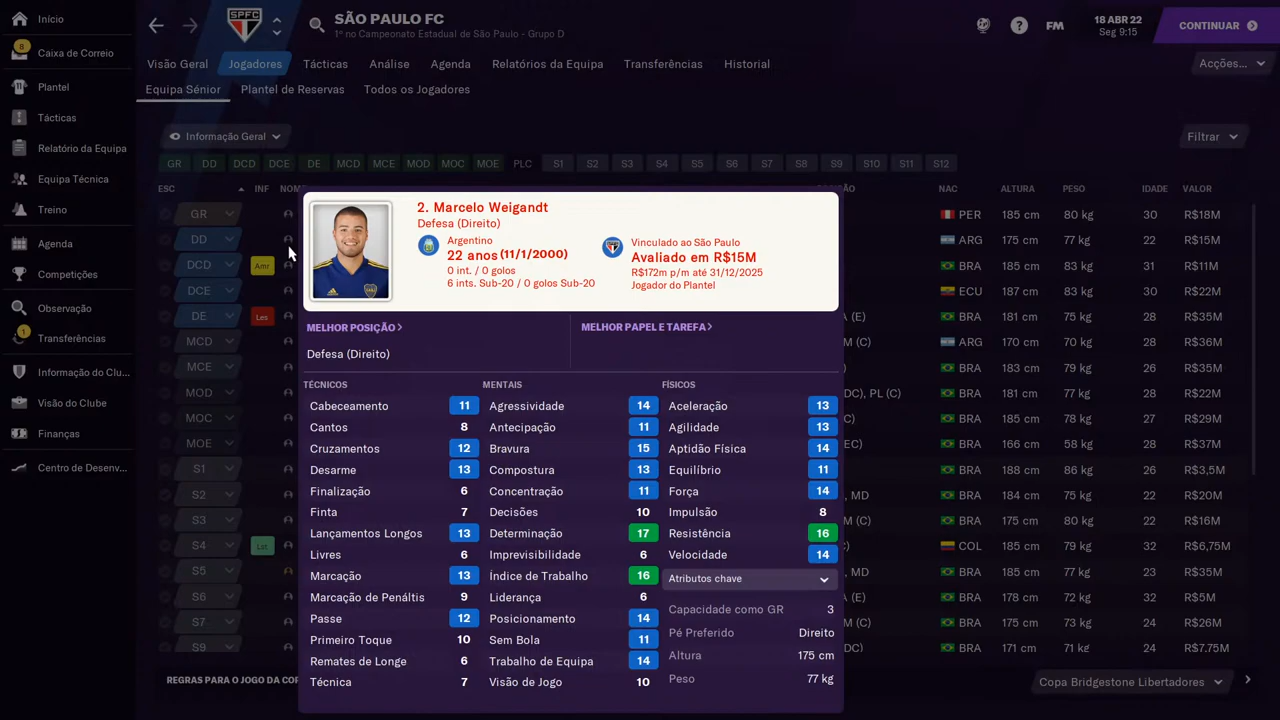 Início
SPFC
SÃO PAULO FC
1º no Campeonato Estadual de São Paulo - Grupo D
FM
18 ABR 22
Seg 9:15
CONTINUAR
8
Caixa de Correio
Visão Geral
Jogadores
Tácticas
Análise
Agenda
Relatórios da Equipa
Transferências
Historial
Acções...
Plantel
Equipa Sénior
Plantel de Reservas
Todos os Jogadores
Tácticas
Relatório da Equipa
Informação Geral
Filtrar
Equipa Técnica
GR DD DCD DCE DE MCD MCE MOD MOC MOE PLC S1 S2 S3 S4 S5 S6 S7 S8 S9 S10 S11 S12
Treino
Agenda
Competições
Observação
1
Transferências
Informação do Clu...
Visão do Clube
Finanças
Centro de Desenv...
ESC INF NOM NAC ALTURA PESO IDADE VALOR
GR PER 185 cm 80 kg 30 R$18M
DD ARG 175 cm 77 kg 22 R$15M
DCD Amr BRA 185 cm 83 kg 31 R$11M
DCE ECU 187 cm 83 kg 30 R$22M
DE Les A (E) BRA 181 cm 75 kg 28 R$35M
MCD M (C) ARG 170 cm 70 kg 28 R$36M
MCE BRA 183 cm 79 kg 26 R$35M
MOD DC), PL (C) BRA 181 cm 77 kg 28 R$22M
MOC BRA 185 cm 78 kg 27 R$29M
MOE EC) BRA 166 cm 58 kg 24 R$37M
S1 BRA 188 cm 86 kg 26 R$3,5M
S2 , MD BRA 184 cm 75 kg 22 R$20M
S3 M (C) BRA 175 cm 80 kg 22 R$16M
S4 Lst COL 185 cm 79 kg 32 R$6,75M
S5 , MD BRA 185 cm 77 kg 23 R$35M
S6 A (E) BRA 178 cm 72 kg 32 R$5M
S7 M (C) BRA 175 cm 73 kg 24 R$26M
S9 DC) BRA 171 cm 71 kg 24 R$7.75M
2. Marcelo Weigandt
Defesa (Direito)
Argentino
22 anos (11/1/2000)
0 int. / 0 golos
6 ints. Sub-20 / 0 golos Sub-20
Vinculado ao São Paulo
Avaliado em R$15M
R$172m p/m até 31/12/2025
Jogador do Plantel
MELHOR POSIÇÃO
MELHOR PAPEL E TAREFA
Defesa (Direito)
TÉCNICOS
Cabeceamento 11
Cantos 8
Cruzamentos 12
Desarme 13
Finalização 6
Finta 7
Lançamentos Longos 13
Livres 6
Marcação 13
Marcação de Penáltis 9
Passe 12
Primeiro Toque 10
Remates de Longe 6
Técnica 7
MENTAIS
Agressividade 14
Antecipação 11
Bravura 15
Compostura 13
Concentração 11
Decisões 10
Determinação 17
Imprevisibilidade 6
Índice de Trabalho 16
Liderança 6
Posicionamento 14
Sem Bola 11
Trabalho de Equipa 14
Visão de Jogo 10
FÍSICOS
Aceleração 13
Agilidade 13
Aptidão Física 14
Equilíbrio 11
Força 14
Impulsão 8
Resistência 16
Velocidade 14
Atributos chave
Capacidade como GR 3
Pé Preferido Direito
Altura 175 cm
Peso 77 kg
REGRAS PARA O JOGO DA COP
Copa Bridgestone Libertadores